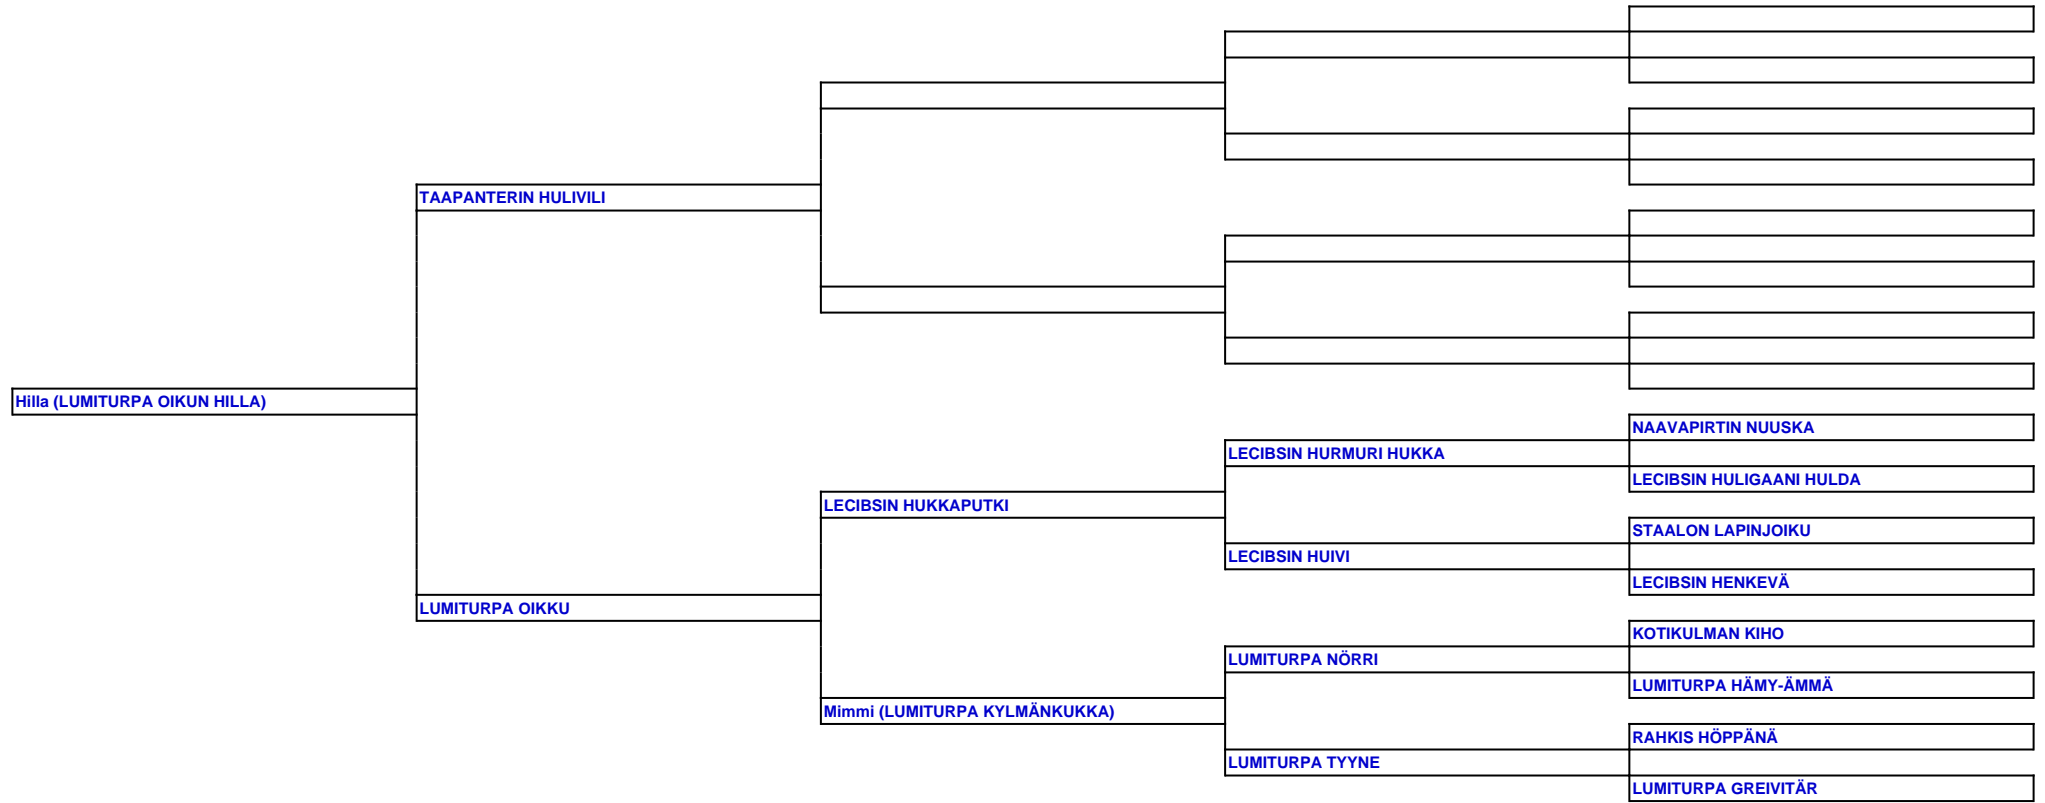 TAAPANTERIN HULIVILI
Hilla (LUMITURPA OIKUN HILLA)
NAAVAPIRTIN NUUSKA
LECIBSIN HURMURI HUKKA
LECIBSIN HULIGAANI HULDA
LECIBSIN HUKKAPUTKI
STAALON LAPINJOIKU
LECIBSIN HUIVI
LECIBSIN HENKEVÄ
LUMITURPA OIKKU
KOTIKULMAN KIHO
LUMITURPA NÖRRI
LUMITURPA HÄMY-ÄMMÄ
Mimmi (LUMITURPA KYLMÄNKUKKA)
RAHKIS HÖPPÄNÄ
LUMITURPA TYYNE
LUMITURPA GREIVITÄR